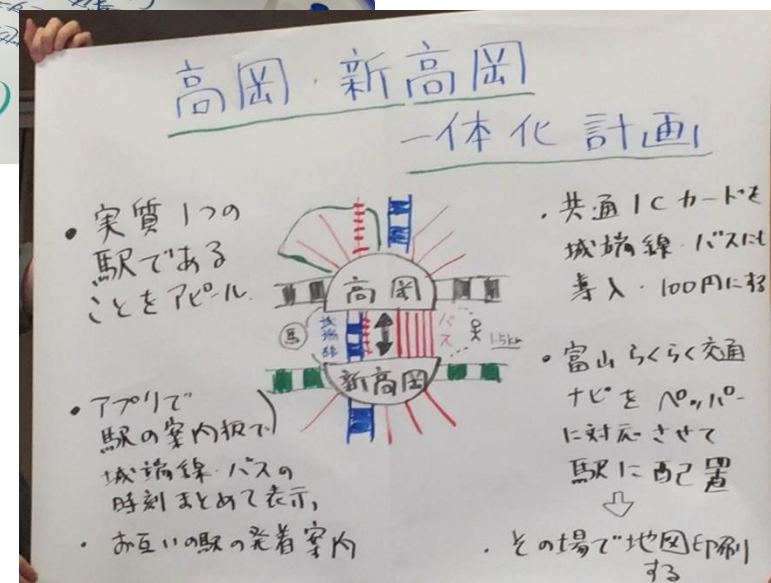 高岡・新高岡
一体化計画
・実質1つの
駅である
ことをアピール
・アプリで
駅の案内板で
城端線・バスの
時刻まとめて表示
・お互いの駅の発着案内
高岡
馬
城端線
バス
1.5km
新高岡
・共通ICカードを
城端線・バスにも
導入・100円にする
・富山らくらく交通
ナビをペッパー
に対応させて
駅に配置
⇩
・その場で地図印刷
する